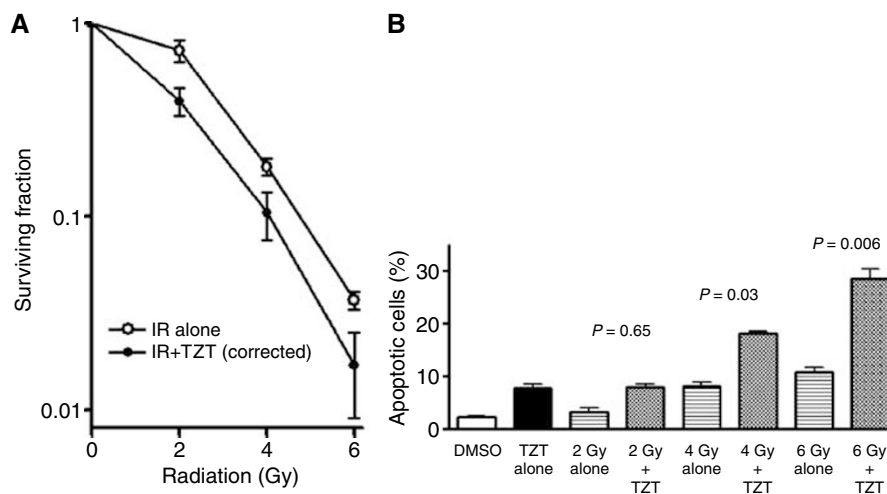 A
1
0.1
0.01
Surviving fraction
IR alone
IR+TZT (corrected)
0
2
4
6
Radiation (Gy)
B
30
20
10
0
Apoptotic cells (%)
P = 0.65
P = 0.03
P = 0.006
DMSO
TZT
alone
2 Gy
alone
2 Gy
+
TZT
4 Gy
alone
4 Gy
+
TZT
6 Gy
alone
6 Gy
+
TZT